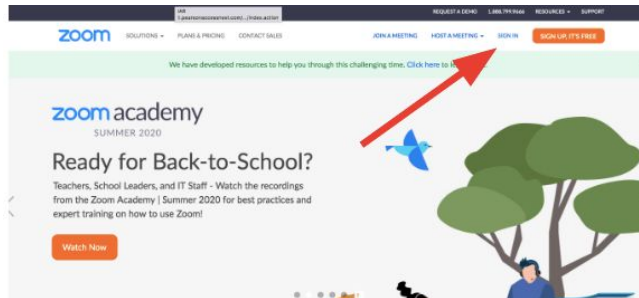 REQUEST A DEMO 1.888.799.9666 RESOURCES SUPPORT
zoom SOLUTIONS PLANS & PRICING CONTACT SALES JOIN A MEETING HOST A MEETING SIGN IN SIGN UP, IT'S FREE
We have developed resources to help you through this challenging time. Click here to
zoom academy
SUMMER 2020
Ready for Back-to-School?
Teachers, School Leaders, and IT Staff - Watch the recordings
from the Zoom Academy | Summer 2020 for best practices and
expert training on how to use Zoom!
Watch Now